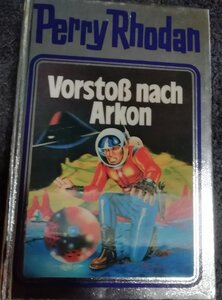 Perry Rhodan
Vorstoß nach
Arkon